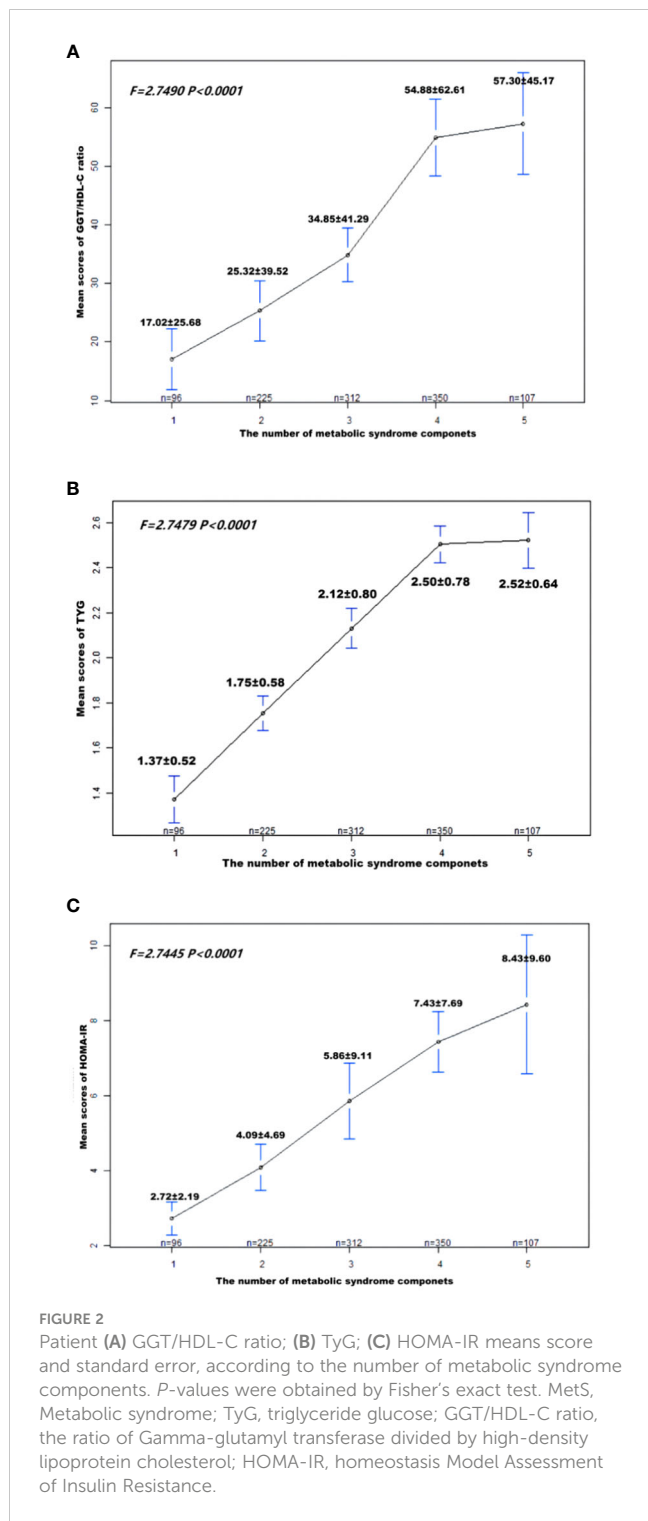 A
F=2.7490 P<0.0001
Mean scores of GGT/HDL-C ratio
60
50
40
30
20
10
17.02±25.68
25.32±39.52
34.85±41.29
54.88±62.61
57.30±45.17
n=96 n=225 n=312 n=350 n=107
1 2 3 4 5
The number of metabolic syndrome componets
B
F=2.7479 P<0.0001
Mean scores of TYG
2.6
2.4
2.2
2.0
1.8
1.6
1.4
1.37±0.52
1.75±0.58
2.12±0.80
2.50±0.78
2.52±0.64
n=96 n=225 n=312 n=350 n=107
1 2 3 4 5
The number of metabolic syndrome componets
C
F=2.7445 P<0.0001
Mean scores of HOMA-IR
10
8
6
4
2
2.72±2.19
4.09±4.69
5.86±9.11
7.43±7.69
8.43±9.60
n=96 n=225 n=312 n=350 n=107
1 2 3 4 5
The number of metabolic syndrome componets
FIGURE 2
Patient (A) GGT/HDL-C ratio; (B) TyG; (C) HOMA-IR means score
and standard error, according to the number of metabolic syndrome
components. P-values were obtained by Fisher's exact test. MetS,
Metabolic syndrome; TyG, triglyceride glucose; GGT/HDL-C ratio,
the ratio of Gamma-glutamyl transferase divided by high-density
lipoprotein cholesterol; HOMA-IR, homeostasis Model Assessment
of Insulin Resistance.